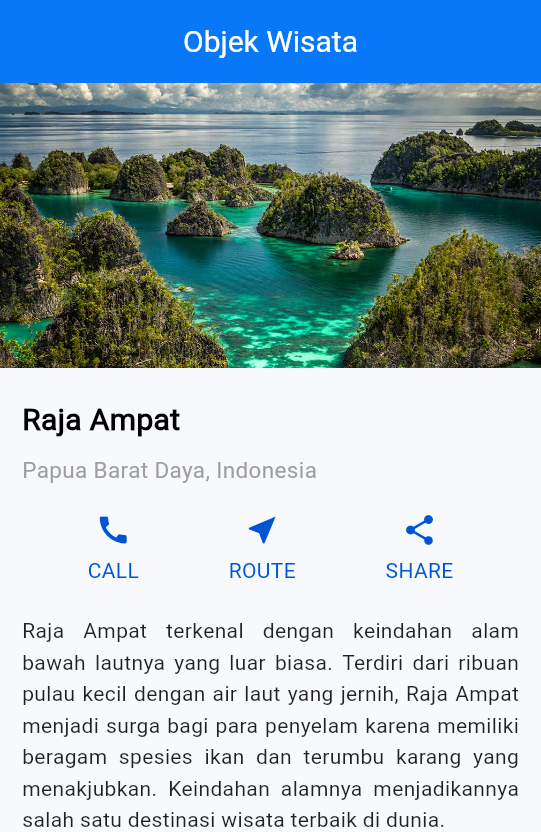 Objek Wisata
Raja Ampat
Papua Barat Daya, Indonesia
CALL
ROUTE
SHARE
Raja Ampat terkenal dengan keindahan alam
bawah lautnya yang luar biasa. Terdiri dari ribuan
pulau kecil dengan air laut yang jernih, Raja Ampat
menjadi surga bagi para penyelam karena memiliki
beragam spesies ikan dan terumbu karang yang
menakjubkan. Keindahan alamnya menjadikannya
salah satu destinasi wisata terbaik di dunia.